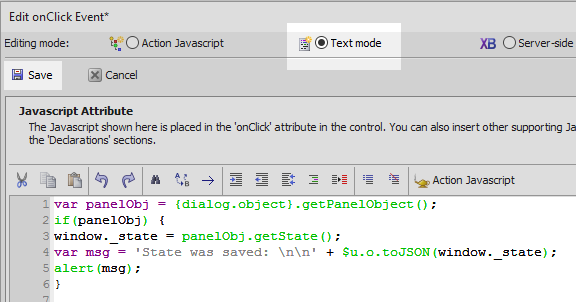 Edit onClick Event*
Editing mode: Action Javascript Text mode XB Server-side
Save Cancel
Javascript Attribute
The Javascript shown here is placed in the 'onClick' attribute in the control. You can also insert other supporting Ja
the 'Declarations' sections.
Action Javascript
1 var panelObj = {dialog.object}.getPanelObject();
2 if(panelObj) {
3 window._state = panelObj.getState();
4 var msg = 'State was saved: \n\n' + $u.o.toJSON(window._state);
5 alert(msg);
6 }
7